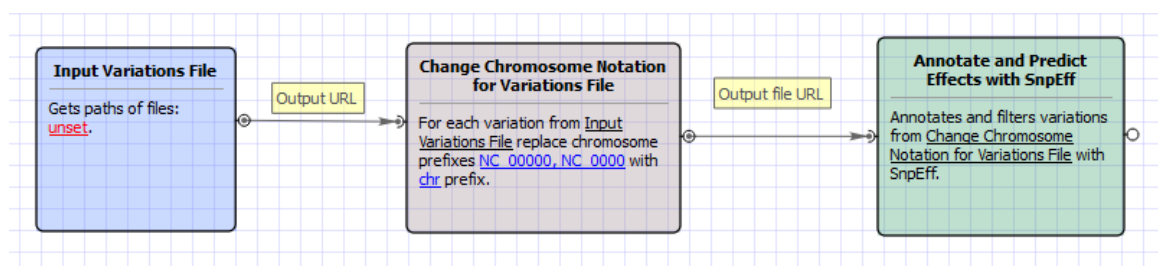 Input Variations File
Gets paths of files:
unset.
Output URL
Change Chromosome Notation
for Variations File
For each variation from Input
Variations File replace chromosome
prefixes NC_00000, NC_0000 with
chr prefix.
Output file URL
Annotate and Predict
Effects with SnpEff
Annotates and filters variations
from Change Chromosome
Notation for Variations File with
SnpEff.